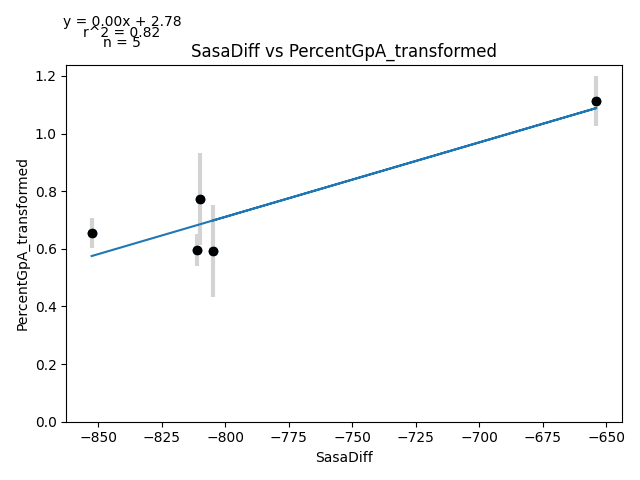 y = 0.00x + 2.78
r^2 = 0.82
n = 5
SasaDiff vs PercentGpA_transformed
1.2
1.0
0.8
0.6
0.4
0.2
0.0
PercentGpA_transformed
−850
−825
−800
−775
−750
−725
−700
−675
−650
SasaDiff